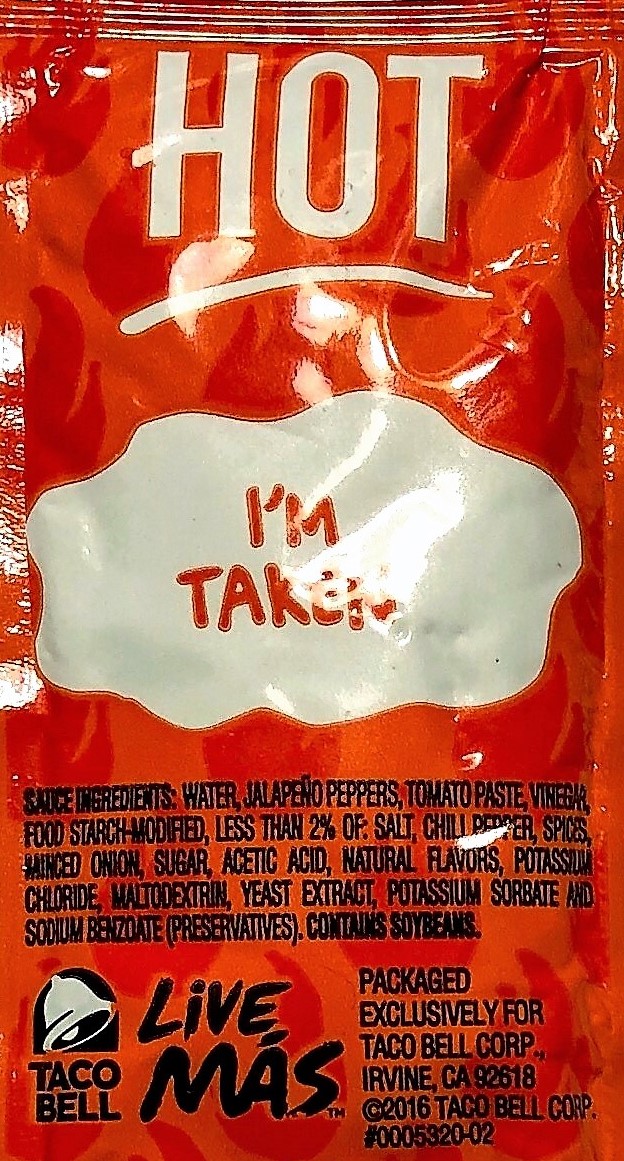 HOT
I'M
TAKEN
SAUCE INGREDIENTS: WATER, JALAPEÑO PEPPERS, TOMATO PASTE, VINEGAR,
FOOD STARCH-MODIFIED, LESS THAN 2% OF: SALT, CHILI PEPPER, SPICES,
MINCED ONION, SUGAR, ACETIC ACID, NATURAL FLAVORS, POTASSIUM
CHLORIDE, MALTODEXTRIN, YEAST EXTRACT, POTASSIUM SORBATE AND
SODIUM BENZOATE (PRESERVATIVES). CONTAINS SOYBEANS.
TACO
BELL
LiVE
MÁS™
PACKAGED
EXCLUSIVELY FOR
TACO BELL CORP.,
IRVINE, CA 92618
©2016 TACO BELL CORP.
#0005320-02